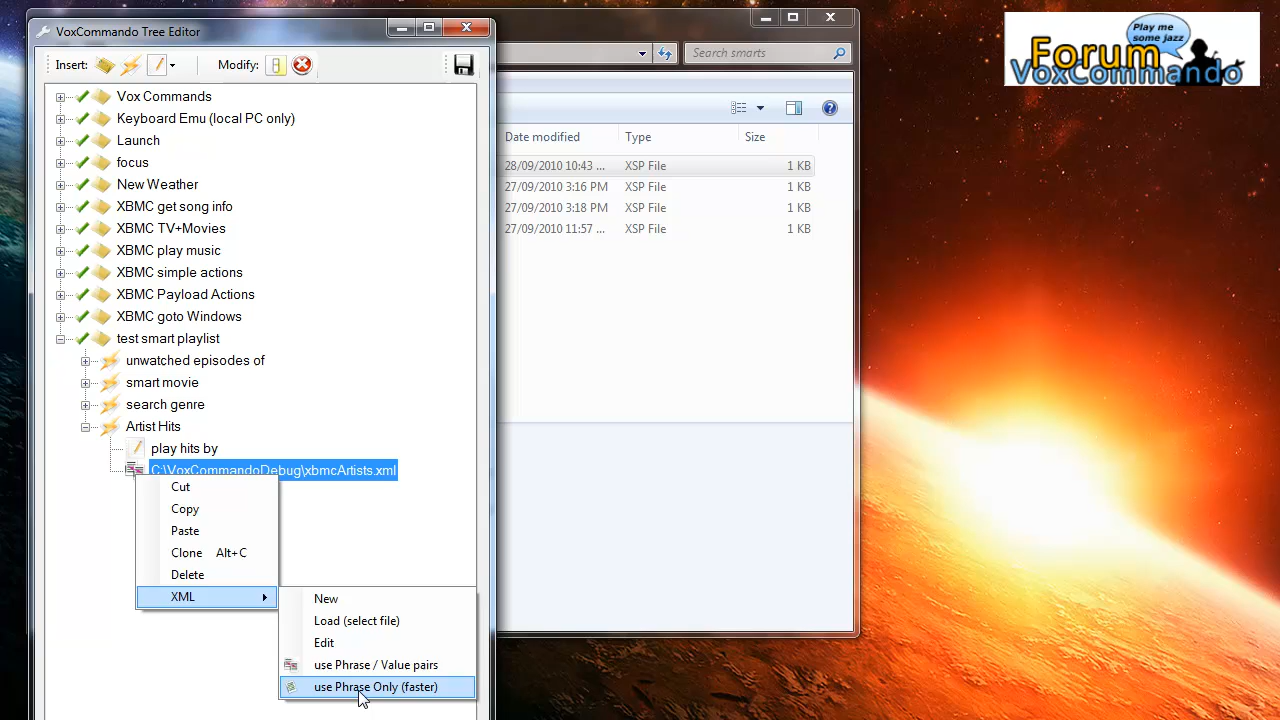 VoxCommando Tree Editor
Insert:
Modify:
Search smarts
Play me
some jazz
Forum
VoxCommando
Vox Commands
Keyboard Emu (local PC only)
Launch
focus
New Weather
XBMC get song info
XBMC TV+Movies
XBMC play music
XBMC simple actions
XBMC Payload Actions
XBMC goto Windows
test smart playlist
unwatched episodes of
smart movie
search genre
Artist Hits
play hits by
C:\VoxCommandoDebug\xbmcArtists.xml
Cut
Copy
Paste
Clone Alt+C
Delete
XML
New
Load (select file)
Edit
use Phrase / Value pairs
use Phrase Only (faster)
Date modified Type Size
28/09/2010 10:43 ... XSP File 1 KB
27/09/2010 3:16 PM XSP File 1 KB
27/09/2010 3:18 PM XSP File 1 KB
27/09/2010 11:57 ... XSP File 1 KB